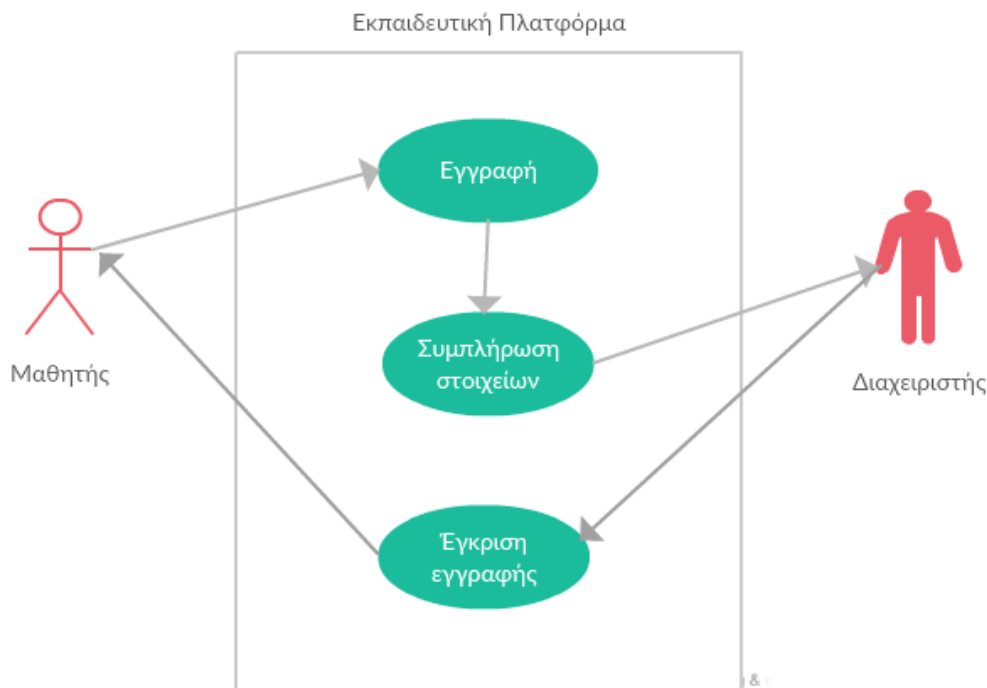 Εκπαιδευτική Πλατφόρμα
Εγγραφή
Μαθητής
Συμπλήρωση
στοιχείων
Διαχειριστής
Έγκριση
εγγραφής
&